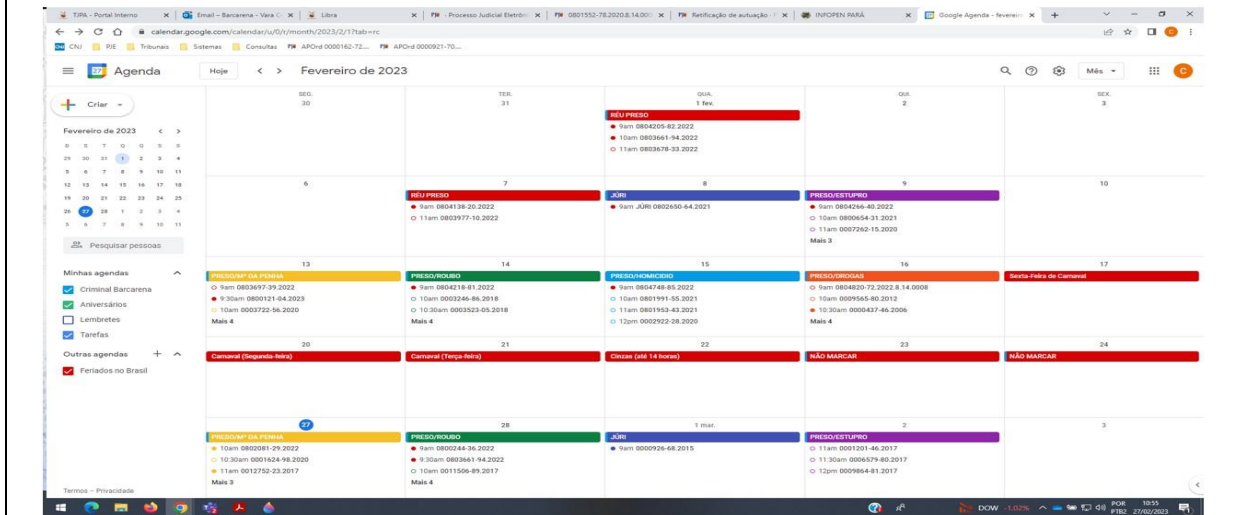 TJPA - Portal Interno
Email – Barcarena - Vara C
Libra
- Processo Judicial Eletrôn
0801552-78.2020.8.14.000
Retificação de autuação - P
INFOPEN PARÁ
Google Agenda - fevereir
calendar.google.com/calendar/u/0/r/month/2023/2/1?tab=rc
CNJ PJE Tribunais Sistemas Consultas APOrd 0000162-72... APOrd 0000921-70...
27 Agenda Hoje < > Fevereiro de 2023 Mês C
Criar
Fevereiro de 2023 < >
D S T Q Q S S
29 30 31 1 2 3 4
5 6 7 8 9 10 11
12 13 14 15 16 17 18
19 20 21 22 23 24 25
26 27 28 1 2 3 4
5 6 7 8 9 10 11
Pesquisar pessoas
Minhas agendas
Criminal Barcarena
Aniversários
Lembretes
Tarefas
Outras agendas +
Feriados no Brasil
Termos – Privacidade
SEG. TER. QUA. QUI. SEX.
30 31 1 fev. 2 3
RÉU PRESO
9am 0804205-82.2022
10am 0803661-94.2022
11am 0803678-33.2022
6 7 8 9 10
RÉU PRESO
9am 0804138-20.2022
11am 0803977-10.2022
JÚRI
9am JÚRI 0802650-64.2021
PRESO/ESTUPRO
9am 0804266-40.2022
10am 0800654-31.2021
11am 0007262-15.2020
Mais 3
13 14 15 16 17
PRESO/Mª DA PENHA
9am 0803697-39.2022
9:30am 0800121-04.2023
10am 0003722-56.2020
Mais 4
PRESO/ROUBO
9am 0804218-81.2022
10am 0003246-86.2018
10:30am 0003523-05.2018
Mais 4
PRESO/HOMICIDIO
9am 0804748-85.2022
10am 0801991-55.2021
11am 0801953-43.2021
12pm 0002922-28.2020
PRESO/DROGAS
9am 0804820-72.2022.8.14.0008
10am 0009565-80.2012
10:30am 0000437-46.2006
Mais 4
Sexta-Feira de Carnaval
20 21 22 23 24
Carnaval (Segunda-feira)
Carnaval (Terça-feira)
Cinzas (até 14 horas)
NÃO MARCAR
NÃO MARCAR
27 28 1 mar. 2 3
PRESO/Mª DA PENHA
10am 0802081-29.2022
10:30am 0001624-98.2020
11am 0012752-23.2017
Mais 3
PRESO/ROUBO
9am 0800244-36.2022
9:30am 0803661-94.2022
10am 0011506-89.2017
Mais 4
JÚRI
9am 0000926-68.2015
PRESO/ESTUPRO
11am 0001201-46.2017
11:30am 0006579-80.2017
12pm 0009864-81.2017
DOW -1.02%
POR
PTB2
10:55
27/02/2023